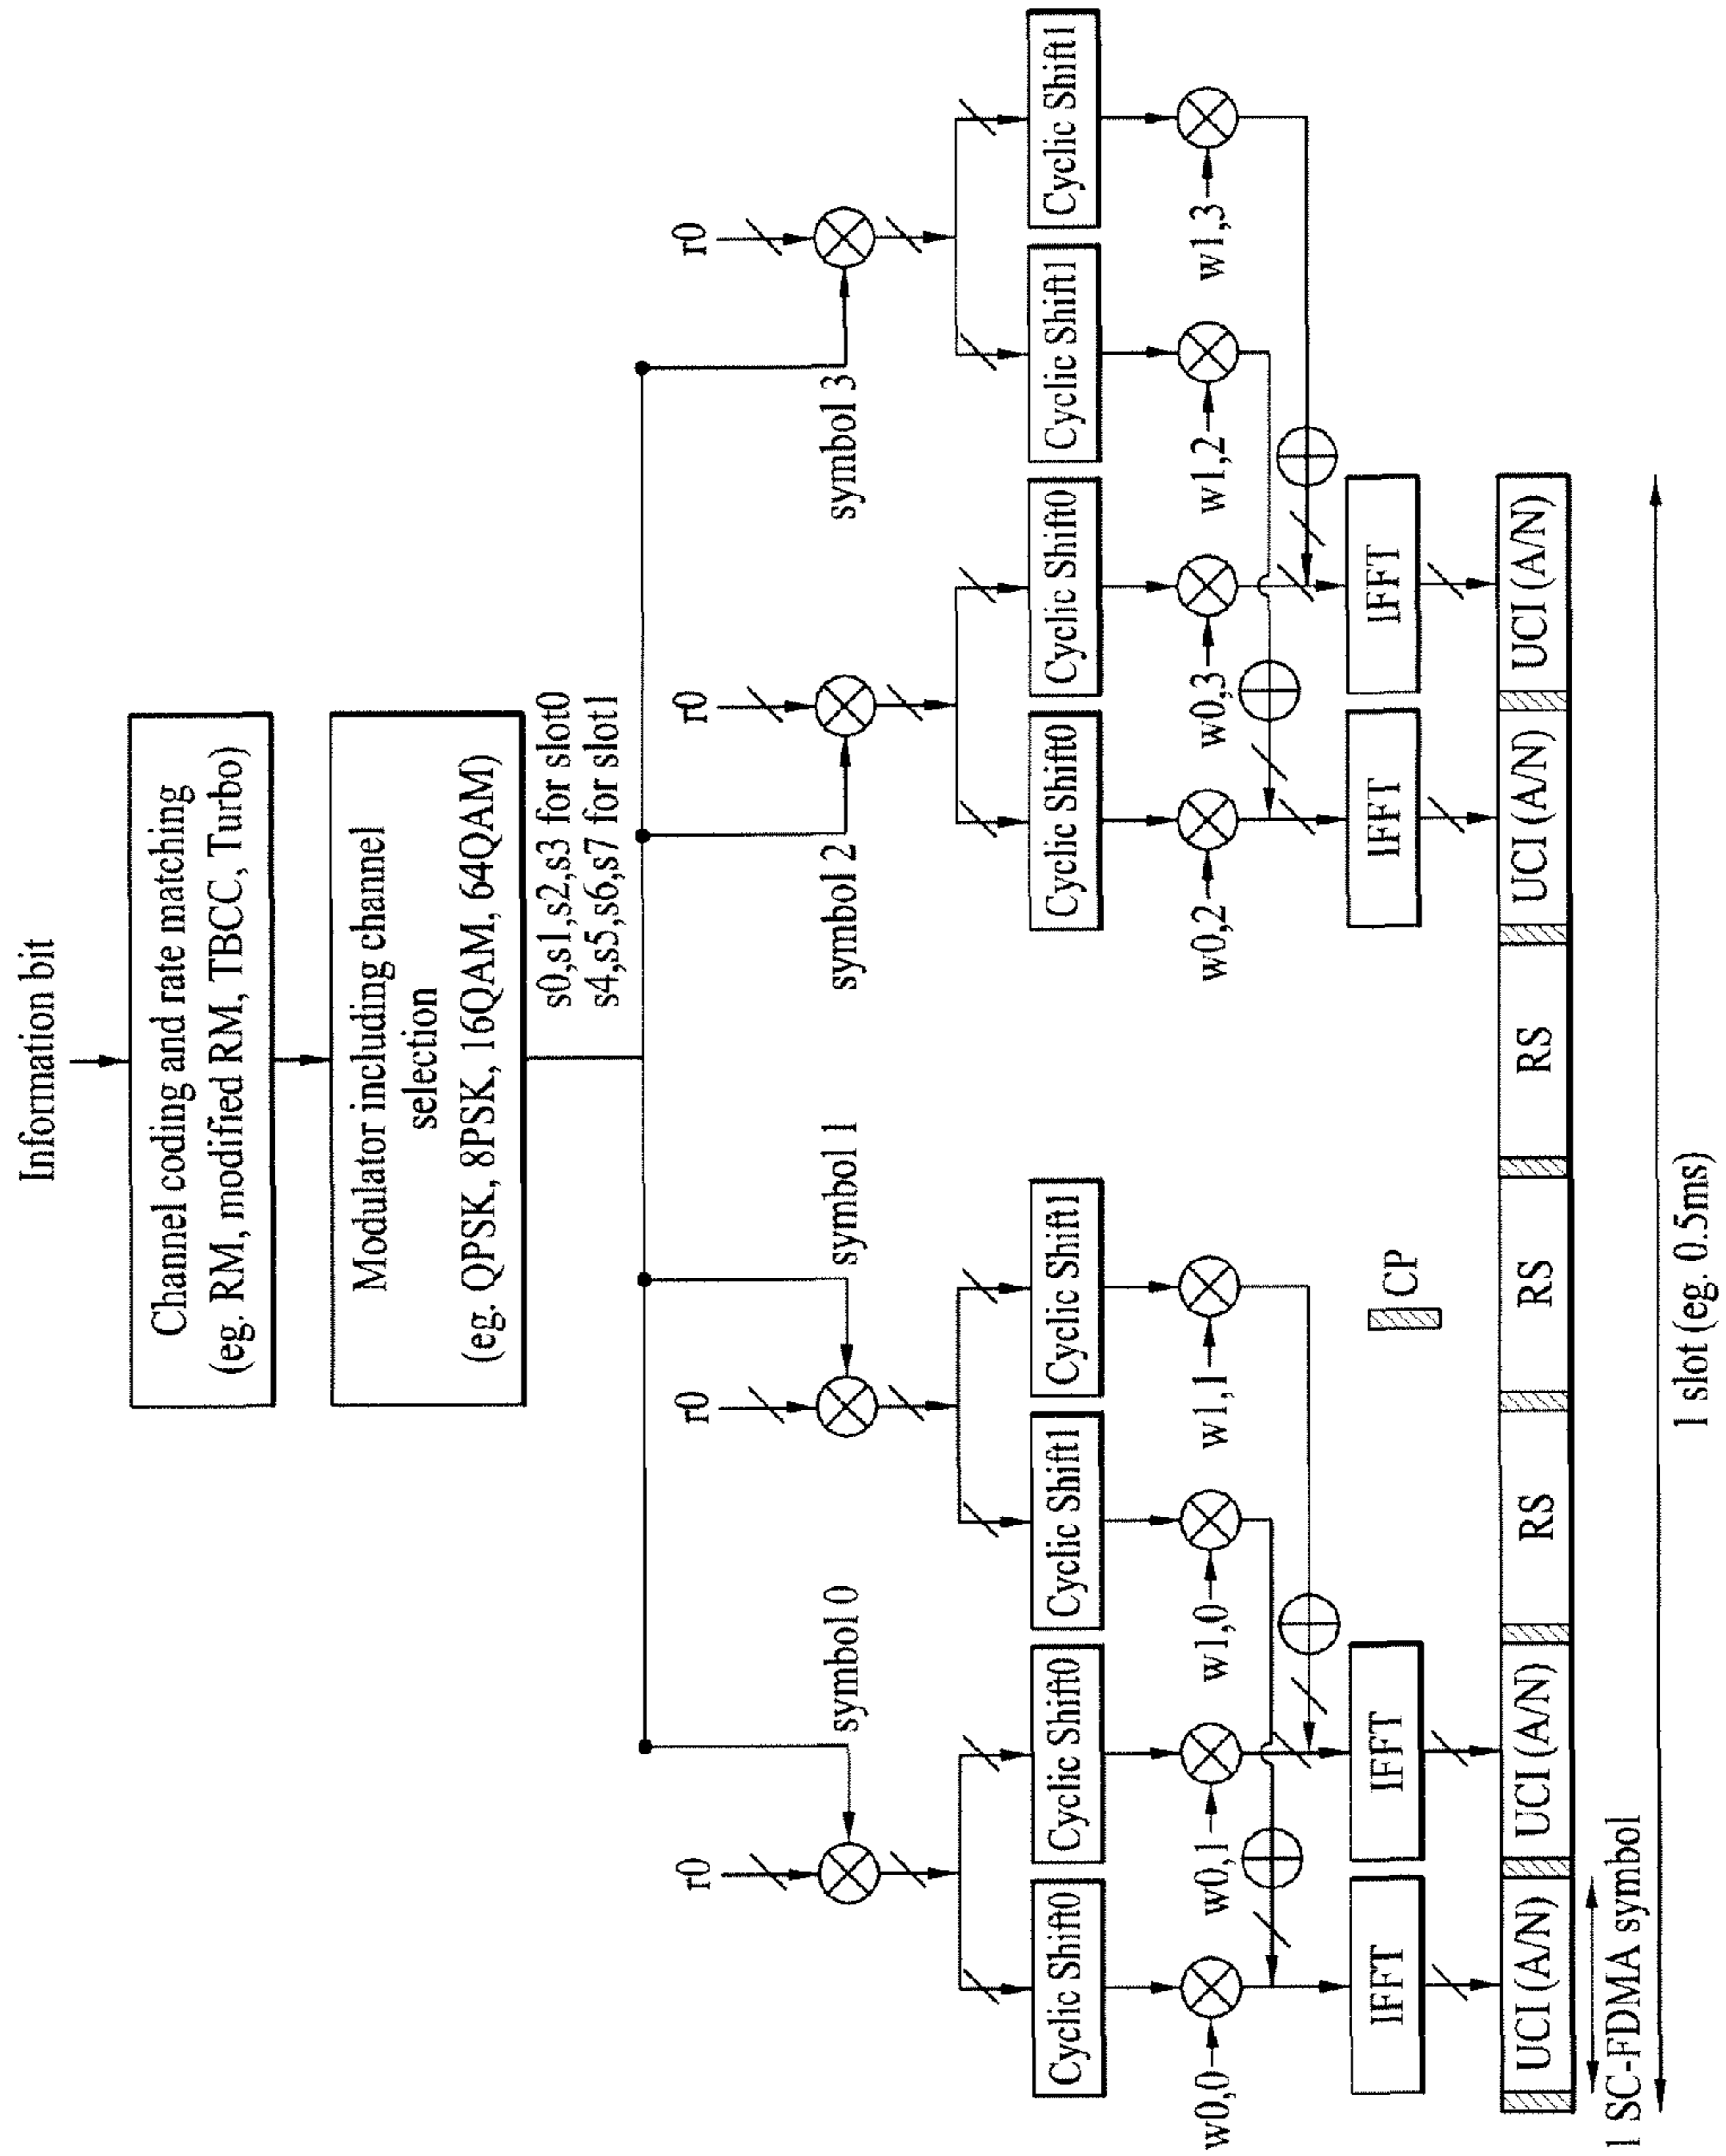 Information bit
Channel coding and rate matching
(eg. RM, modified RM, TBCC, Turbo)
Modulator including channel
selection
(eg. QPSK, 8PSK, 16QAM, 64QAM)
s0,s1,s2,s3 for slot0
s4,s5,s6,s7 for slot1
r0
r0
r0
r0
symbol 0
symbol 1
symbol 2
symbol 3
Cyclic Shift0
Cyclic Shift0
Cyclic Shift1
Cyclic Shift1
Cyclic Shift0
Cyclic Shift0
Cyclic Shift1
Cyclic Shift1
w0,0
w0,1
w1,0
w1,1
w0,2
w0,3
w1,2
w1,3
IFFT
IFFT
CP
IFFT
IFFT
UCI (A/N)
UCI (A/N)
RS
RS
RS
UCI (A/N)
UCI (A/N)
1 SC-FDMA symbol
1 slot (eg. 0.5ms)